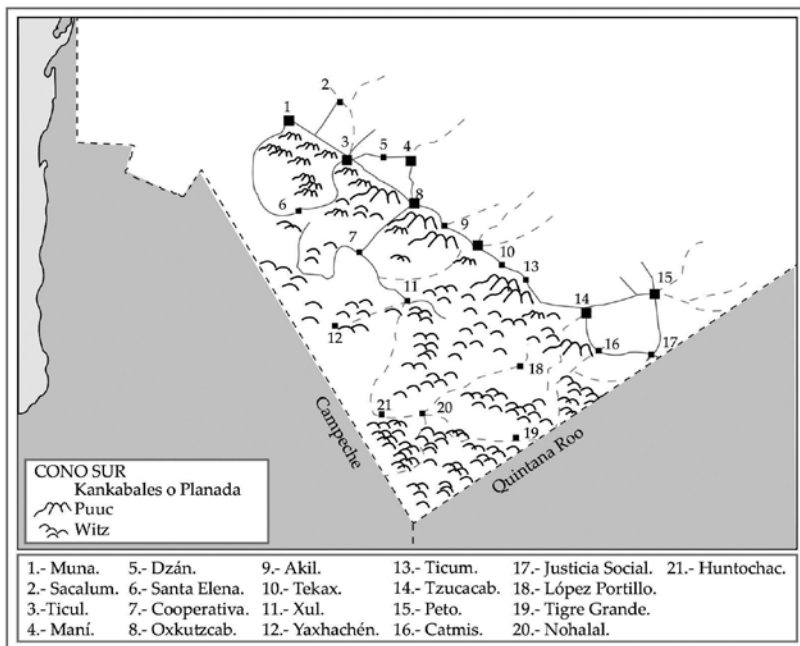 1
2
3
5
4
6
8
7
9
10
13
11
14
15
12
16
17
18
21
20
19
Campeche
Quintana Roo
CONO SUR
Kankabales o Planada
Puuc
Witz
1.- Muna. 5.- Dzán. 9.- Akil. 13.- Ticum. 17.- Justicia Social. 21.- Huntochac.
2.- Sacalum. 6.- Santa Elena. 10.- Tekax. 14.- Tzucacab. 18.- López Portillo.
3.-Ticul. 7.- Cooperativa. 11.- Xul. 15.- Peto. 19.- Tigre Grande.
4.- Maní. 8.- Oxkutzcab. 12.- Yaxhachén. 16.- Catmis. 20.- Nohalal.